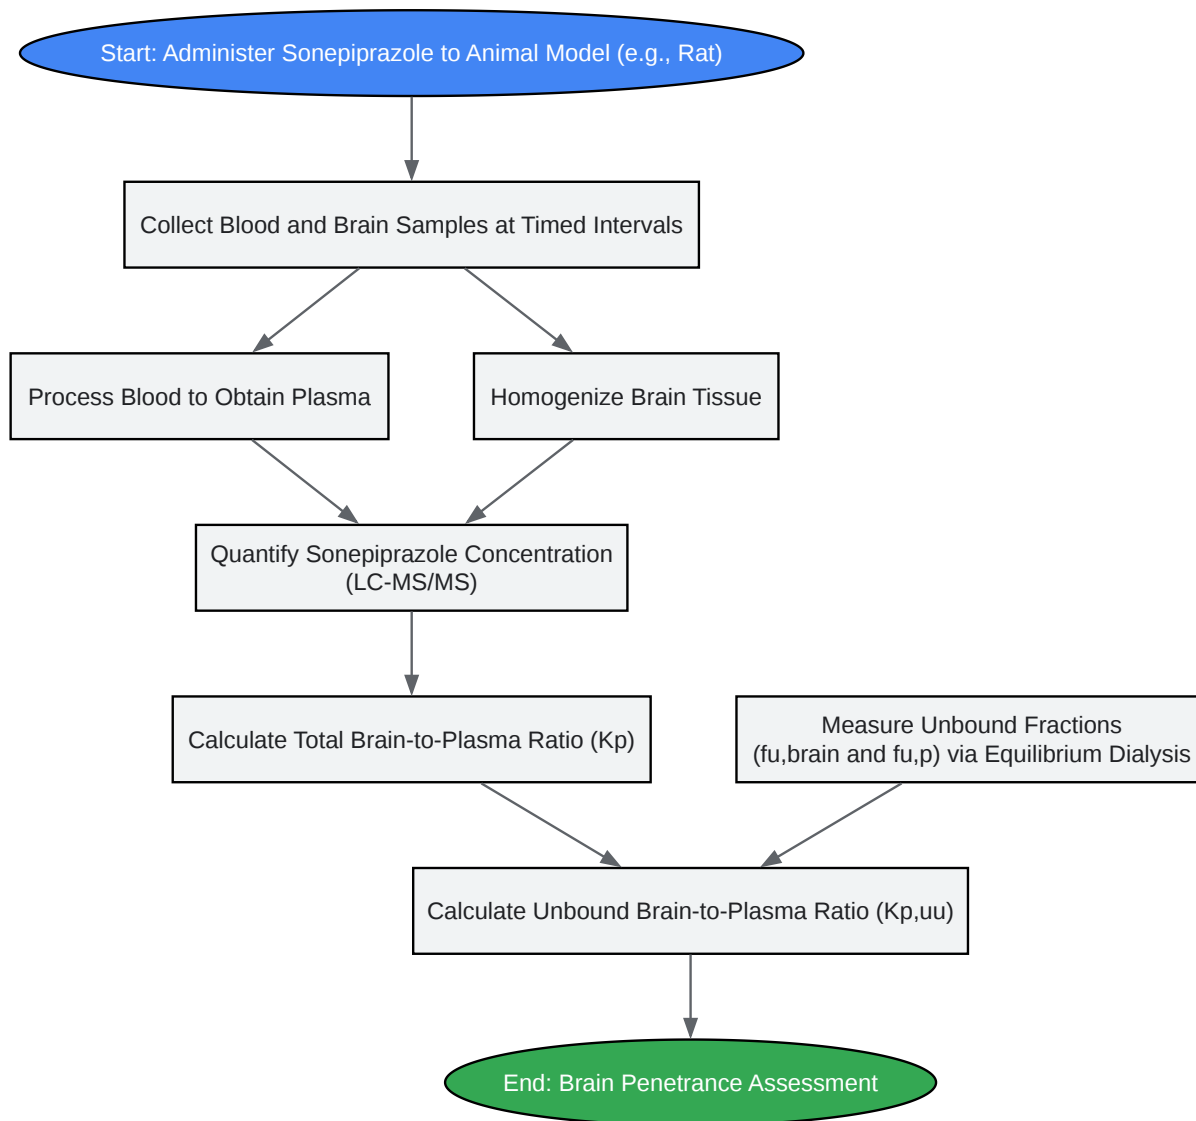 Start: Administer Sonepiprazole to Animal Model (e.g., Rat)
Collect Blood and Brain Samples at Timed Intervals
Process Blood to Obtain Plasma
Homogenize Brain Tissue
Quantify Sonepiprazole Concentration
(LC-MS/MS)
Calculate Total Brain-to-Plasma Ratio (Kp)
Measure Unbound Fractions
(fu,brain and fu,p) via Equilibrium Dialysis
Calculate Unbound Brain-to-Plasma Ratio (Kp,uu)
End: Brain Penetrance Assessment